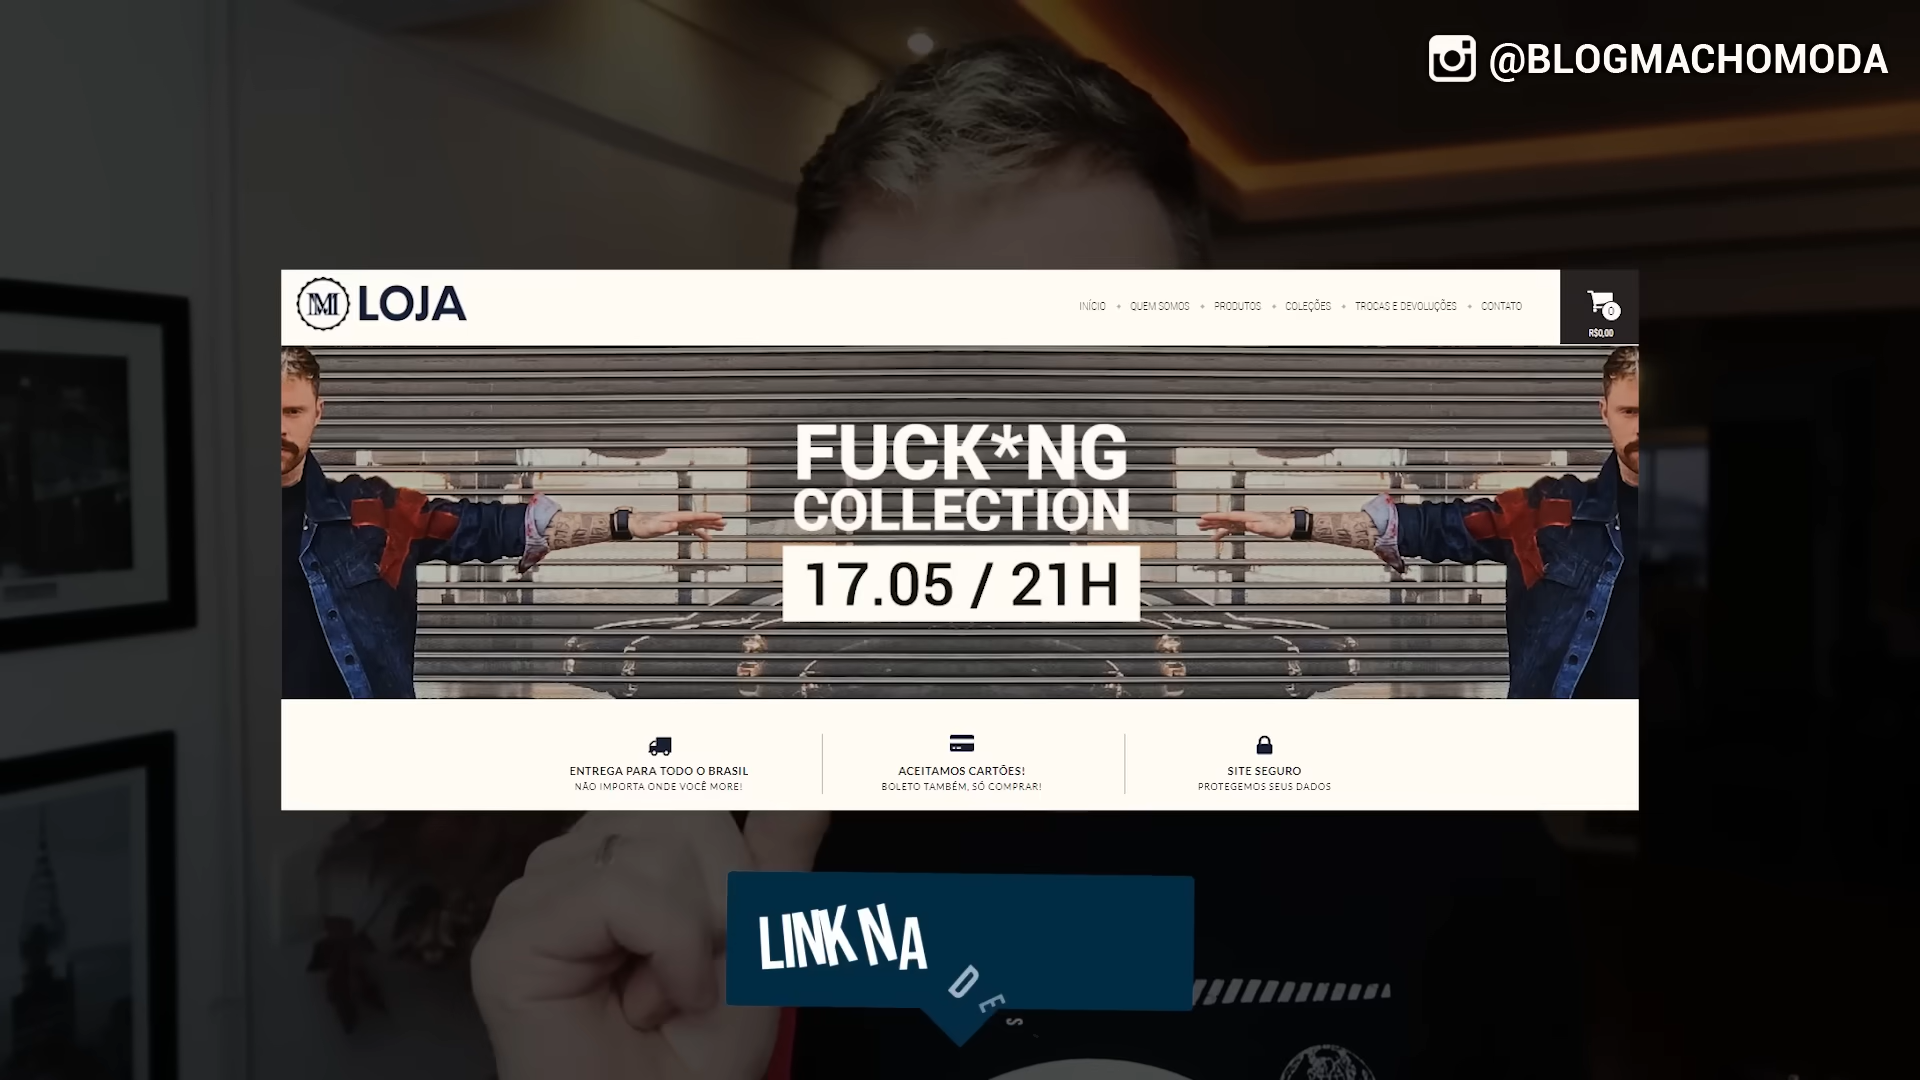 @BLOGMACHOMODA
MM LOJA
INÍCIO • QUEM SOMOS • PRODUTOS • COLEÇÕES • TROCAS E DEVOLUÇÕES • CONTATO
0
R$0,00
FUCK*NG
COLLECTION
17.05 / 21H
ENTREGA PARA TODO O BRASIL
NÃO IMPORTA ONDE VOCÊ MORE!
ACEITAMOS CARTÕES!
BOLETO TAMBÉM, SÓ COMPRAR!
SITE SEGURO
PROTEGEMOS SEUS DADOS
LINK NA DES